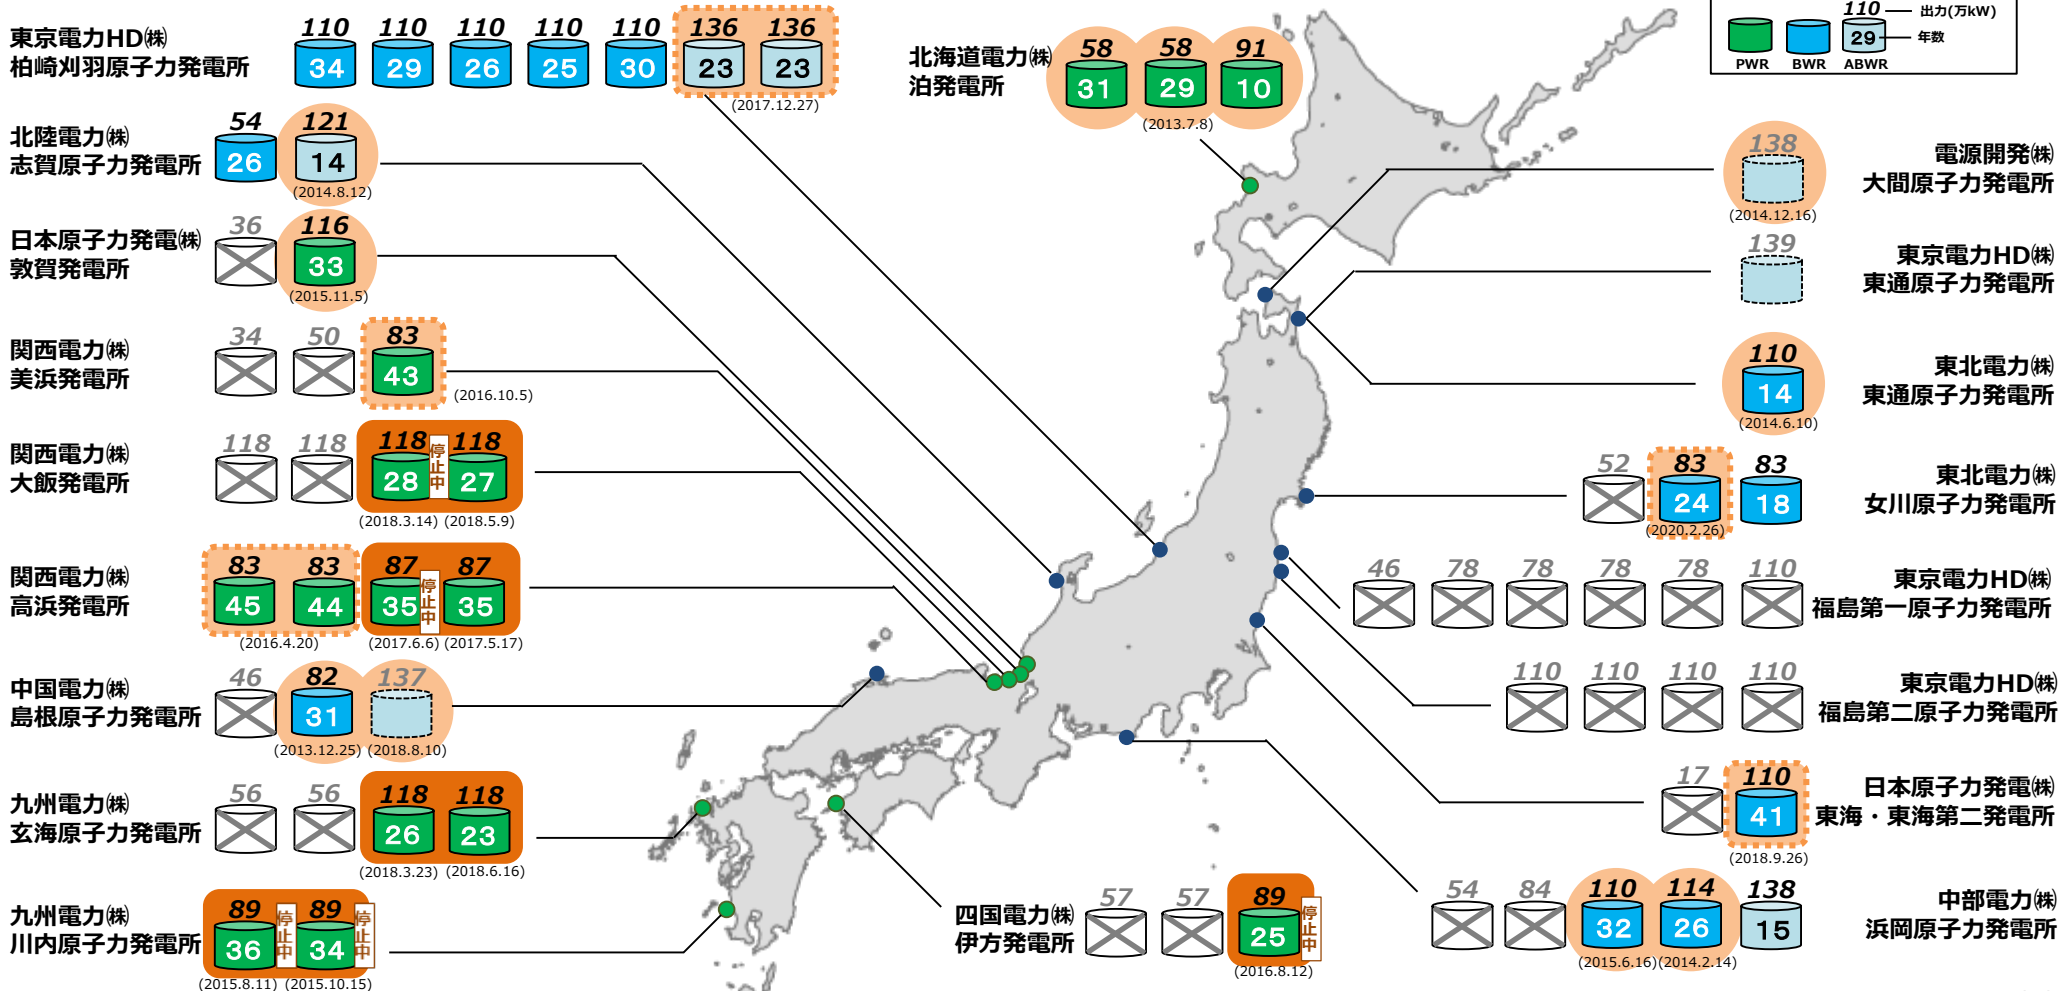 東京電力HD㈱
柏崎刈羽原子力発電所
110 110 110 110 110 136 136
34 29 26 25 30 23 23
(2017.12.27)
北陸電力㈱
志賀原子力発電所
54 121
26 14
(2014.8.12)
日本原子力発電㈱
敦賀発電所
36 116
33
(2015.11.5)
関西電力㈱
美浜発電所
34 50 83
43
(2016.10.5)
関西電力㈱
大飯発電所
118 118 118 118
28 停止中 27
(2018.3.14) (2018.5.9)
関西電力㈱
高浜発電所
83 83 87 87
45 44 35 停止中 35
(2016.4.20) (2017.6.6) (2017.5.17)
中国電力㈱
島根原子力発電所
46 82 137
31
(2013.12.25) (2018.8.10)
九州電力㈱
玄海原子力発電所
56 56 118 118
26 23
(2018.3.23) (2018.6.16)
九州電力㈱
川内原子力発電所
89 89
36 停止中 34 停止中
(2015.8.11) (2015.10.15)
北海道電力㈱
泊発電所
58 58 91
31 29 10
(2013.7.8)
110 出力(万kW)
29 年数
PWR BWR ABWR
138
電源開発㈱
大間原子力発電所
(2014.12.16)
139
東京電力HD㈱
東通原子力発電所
110
14
東北電力㈱
東通原子力発電所
(2014.6.10)
52 83 83
24 18
東北電力㈱
女川原子力発電所
(2020.2.26)
46 78 78 78 78 110
東京電力HD㈱
福島第一原子力発電所
110 110 110 110
東京電力HD㈱
福島第二原子力発電所
17 110
41
日本原子力発電㈱
東海・東海第二発電所
(2018.9.26)
54 84 110 114 138
32 26 15
中部電力㈱
浜岡原子力発電所
(2015.6.16) (2014.2.14)
四国電力㈱
伊方発電所
57 57 89
25 停止中
(2016.8.12)